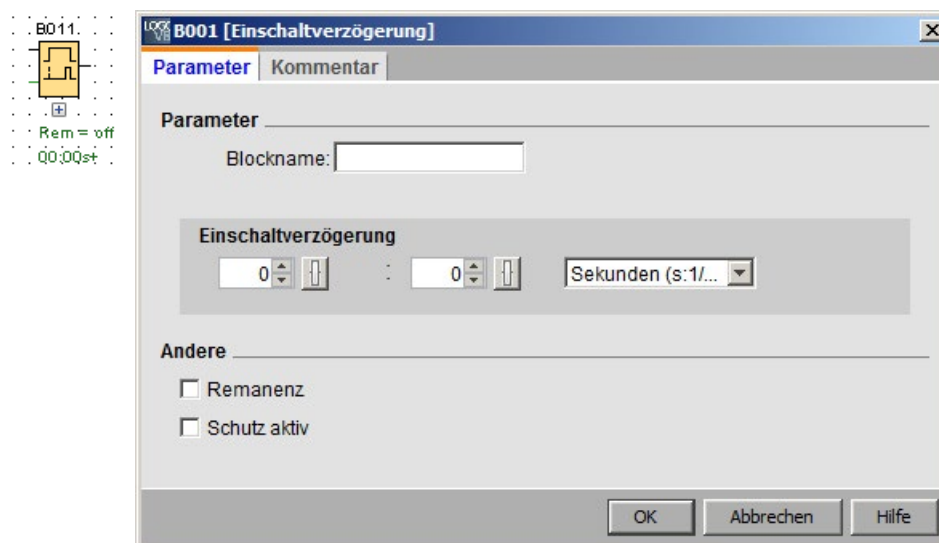 B011
Rem = off
00:00s+
LOGO B001 [Einschaltverzögerung]
Parameter Kommentar
Parameter
Blockname:
Einschaltverzögerung
0 : 0 Sekunden (s:1/...
Andere
Remanenz
Schutz aktiv
OK Abbrechen Hilfe